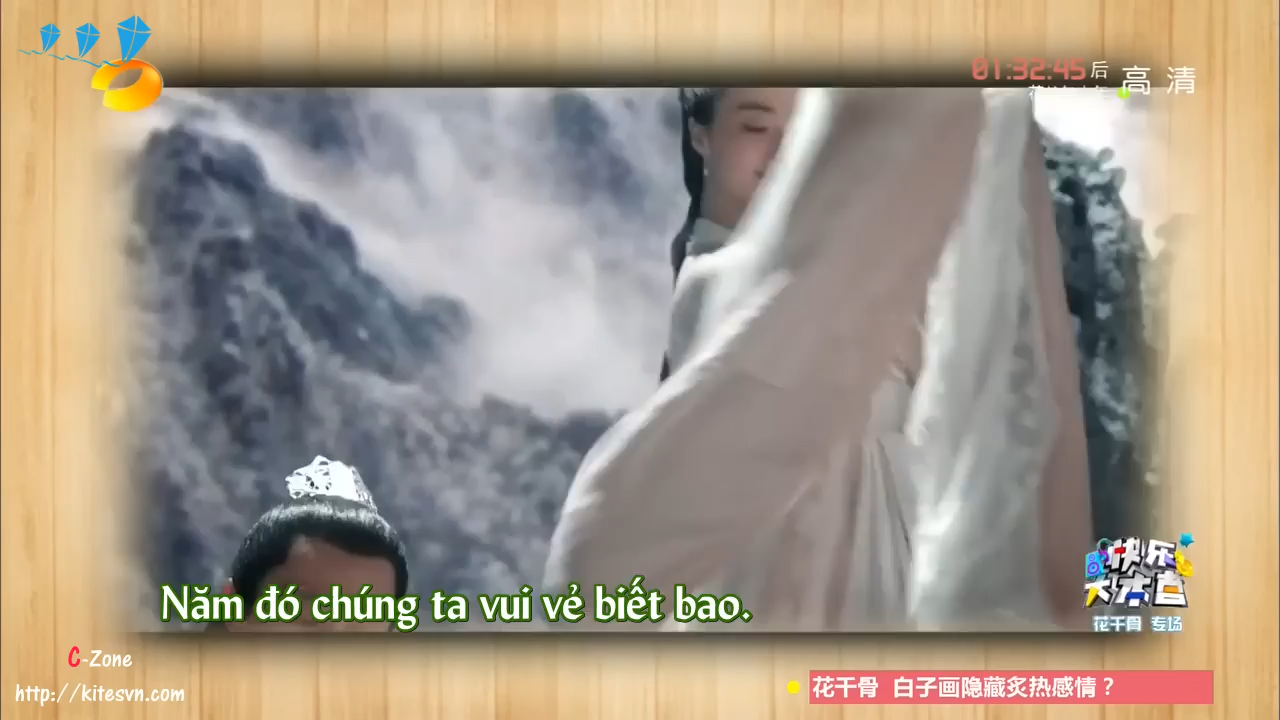 01:32:45后
高 清
Năm đó chúng ta vui vẻ biết bao.
快乐
大本营
花千骨 专场
C-Zone
http://kitesvn.com
花千骨 白子画隐藏炙热感情？